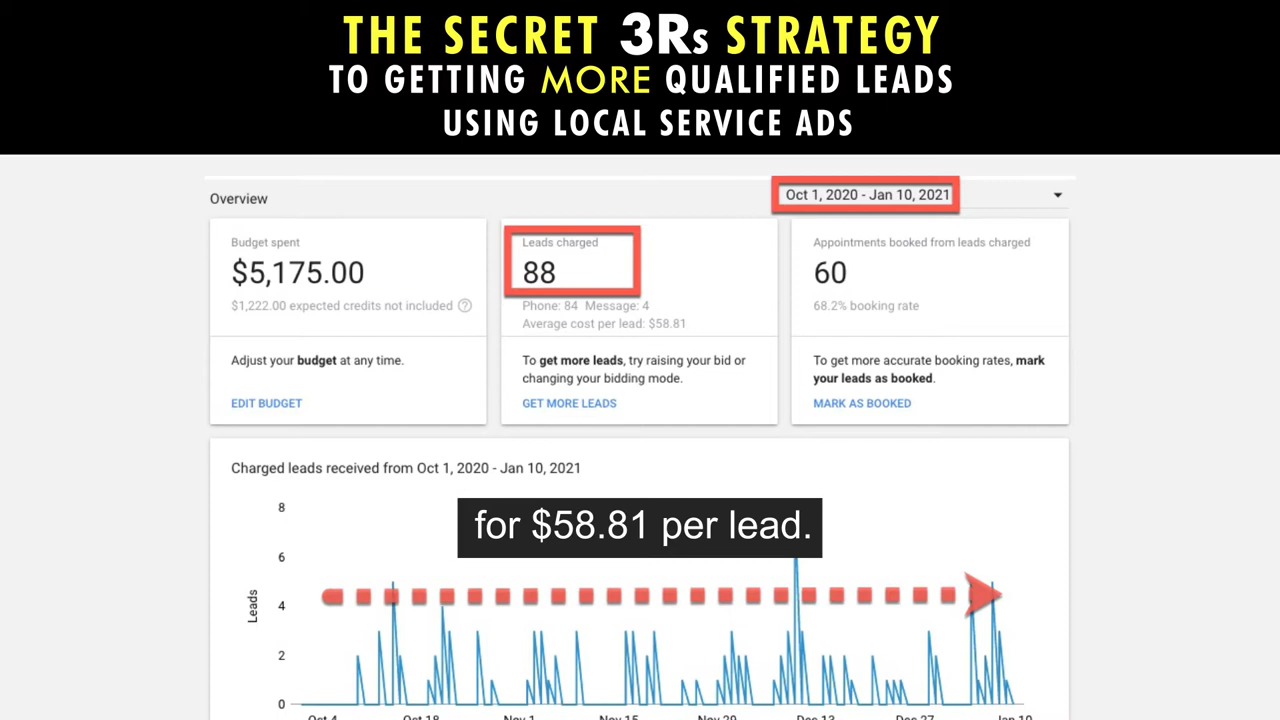 THE SECRET 3Rs STRATEGY
TO GETTING MORE QUALIFIED LEADS
USING LOCAL SERVICE ADS
Overview
Oct 1, 2020 - Jan 10, 2021
Budget spent
$5,175.00
$1,222.00 expected credits not included ?
Adjust your budget at any time.
EDIT BUDGET
Leads charged
88
Phone: 84 Message: 4
Average cost per lead: $58.81
To get more leads, try raising your bid or
changing your bidding mode.
GET MORE LEADS
Appointments booked from leads charged
60
68.2% booking rate
To get more accurate booking rates, mark
your leads as booked.
MARK AS BOOKED
Charged leads received from Oct 1, 2020 - Jan 10, 2021
for $58.81 per lead.
Leads
8
6
4
2
0
Oct 4 Oct 18 Nov 1 Nov 15 Nov 29 Dec 13 Dec 27 Jan 10